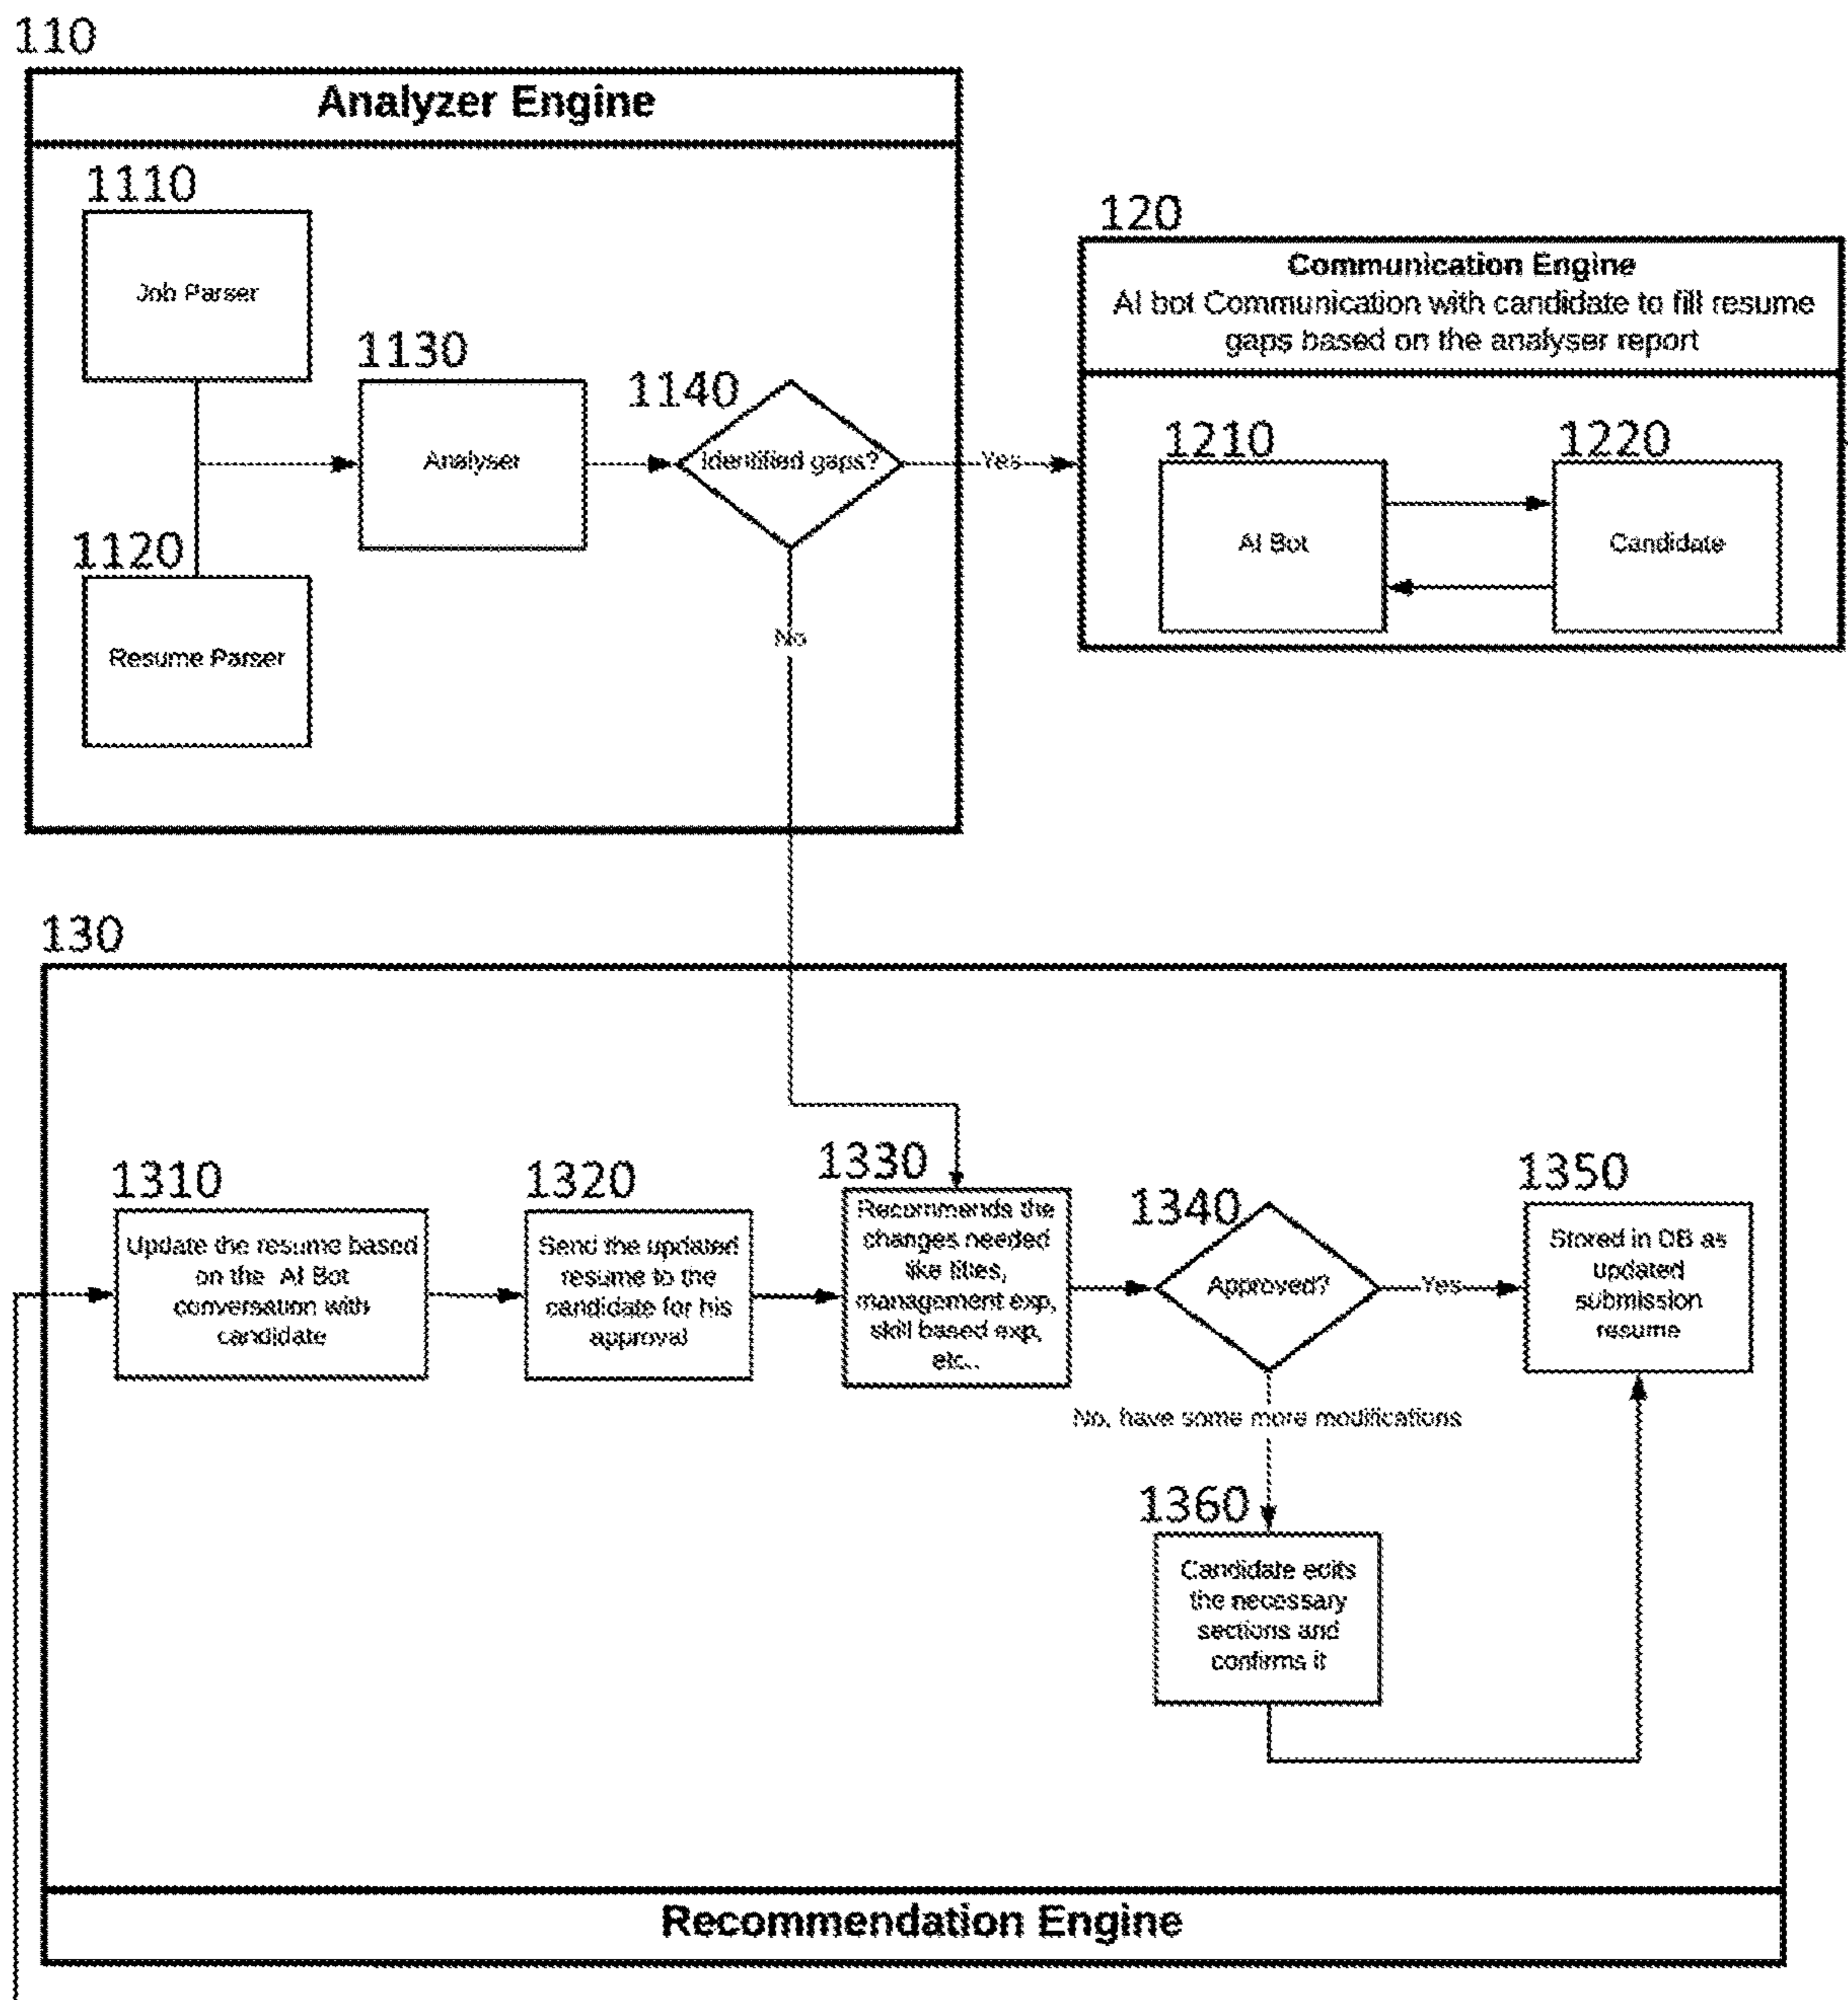 110
Analyzer Engine
1110
Job Parser
1130
Analyser
1140
Identified gaps?
Yes
1120
Resume Parser
No
120
Communication Engine
AI bot Communication with candidate to fill resume
gaps based on the analyser report
1210
AI Bot
1220
Candidate
130
1310
Update the resume based
on the AI Bot
conversation with
candidate
1320
Send the updated
resume to the
candidate for his
approval
1330
Recommends the
changes needed
like titles,
management exp,
skill based exp,
etc..
1340
Approved?
Yes
1350
Stored in DB as
updated
submission
resume
No, have some more modifications
1360
Candidate edits
the necessary
sections and
confirms it
Recommendation Engine